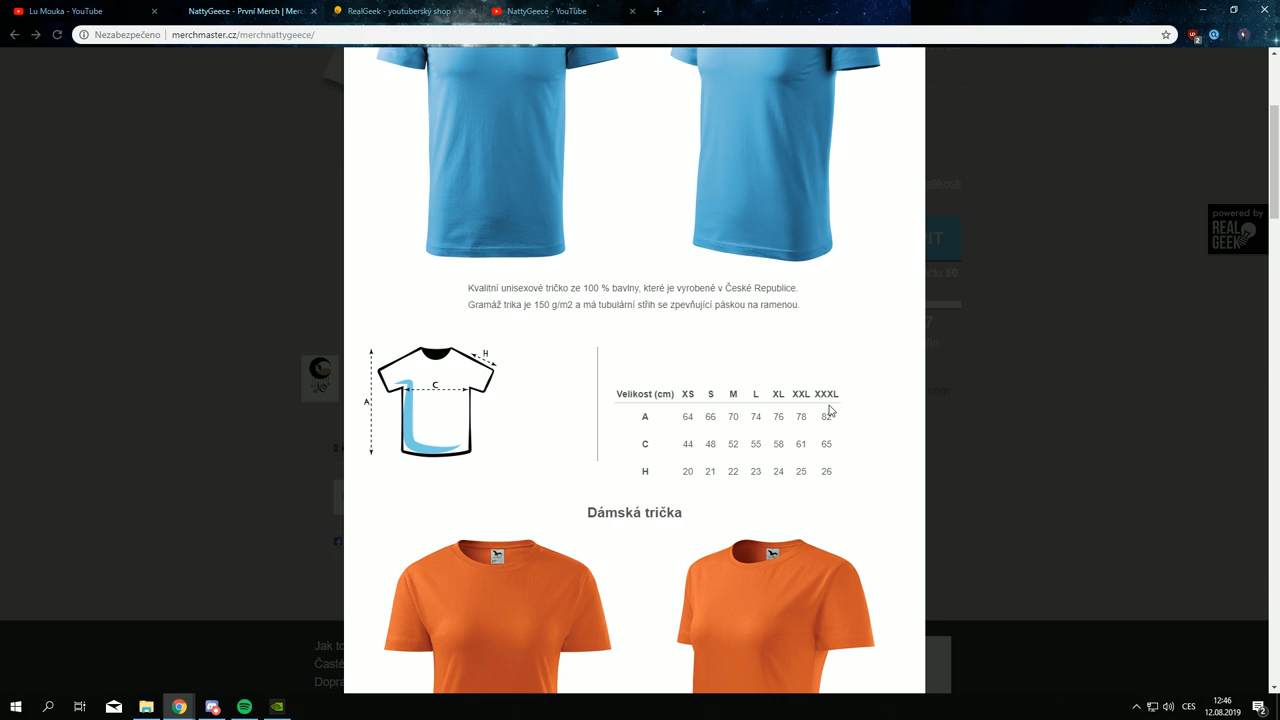 Lu Mouka - YouTube
NattyGeece - První Merch | Merc
RealGeek - youtuberský shop - t
NattyGeece - YouTube
Nezabezpečeno
merchmaster.cz/merchnattygeece/
2
powered by
REAL
GEEK
Kvalitní unisexové tričko ze 100 % bavlny, které je vyrobené v České Republice.
Gramáž trika je 150 g/m2 a má tubulární střih se zpevňující páskou na ramenou.
A
C
H
Velikost (cm) XS S M L XL XXL XXXL
A 64 66 70 74 76 78 82
C 44 48 52 55 58 61 65
H 20 21 22 23 24 25 26
Dámská trička
Jak to
Časté
Dopra
CES
12:46
12.08.2019
2